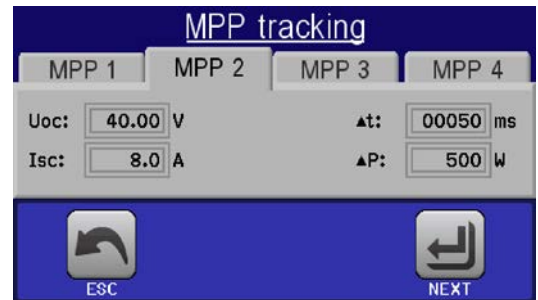 MPP tracking
MPP 1 MPP 2 MPP 3 MPP 4
Uoc: 40.00 V ▲t: 00050 ms
Isc: 8.0 A ▲P: 500 W
ESC NEXT